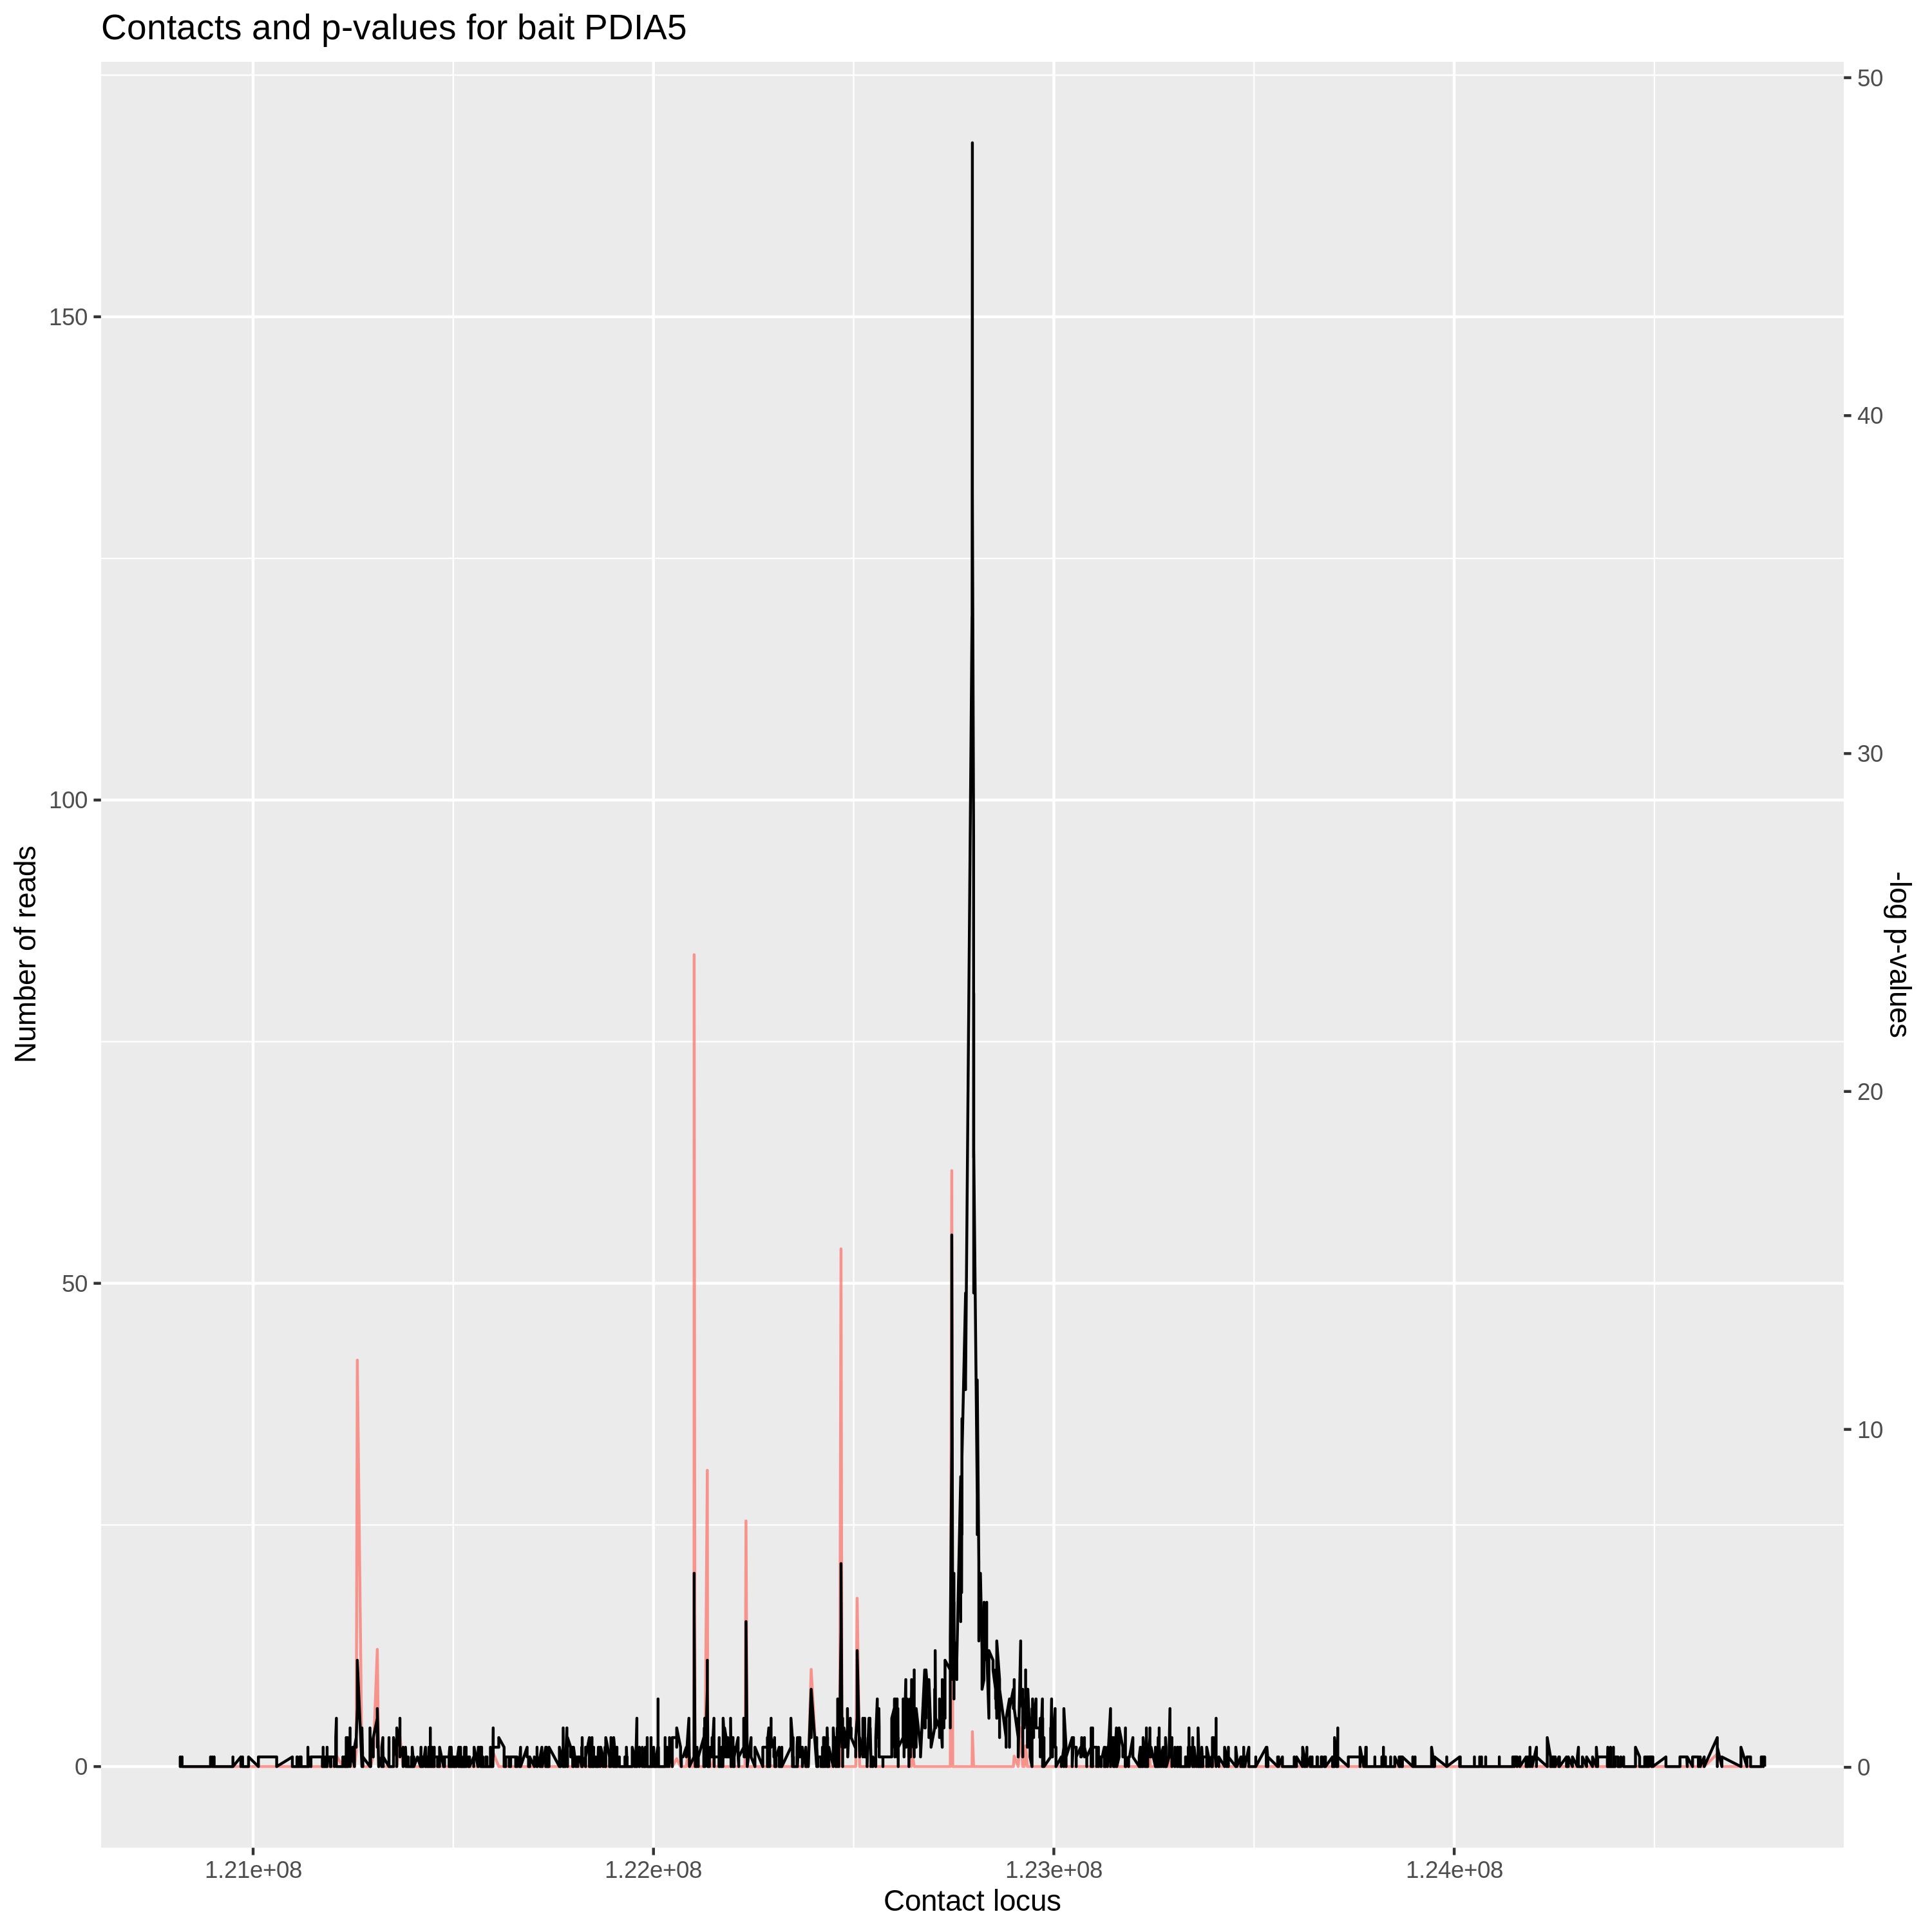 Contacts and p-values for bait PDIA5
Number of reads
150
100
50
0
50
40
30
20
10
0
-log p-values
1.21e+08
1.22e+08
1.23e+08
1.24e+08
Contact locus